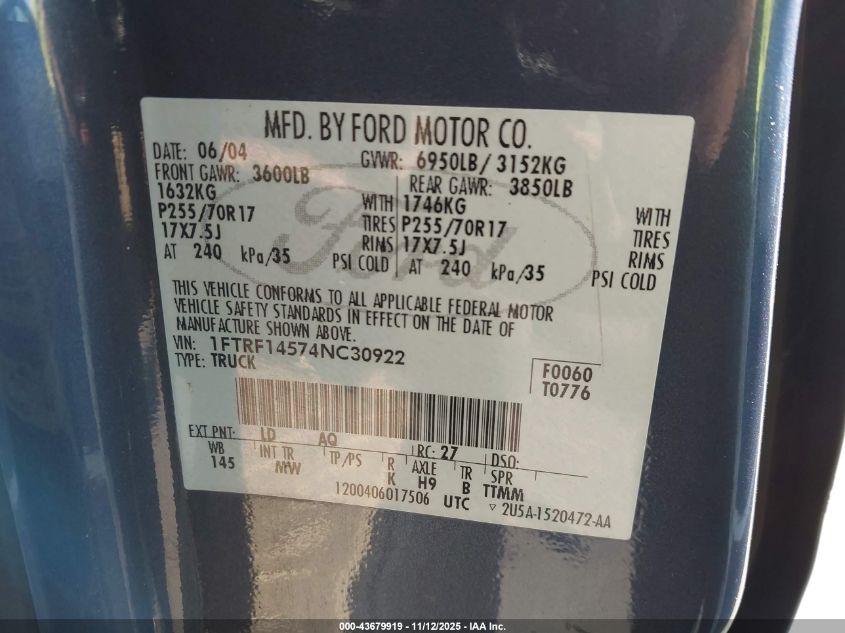 MFD. BY FORD MOTOR CO.
DATE: 06/04 GVWR: 6950LB/ 3152KG
FRONT GAWR: 3600LB REAR GAWR: 3850LB
1632KG WITH 1746KG WITH
P255/70R17 TIRES P255/70R17 TIRES
17X7.5J RIMS 17X7.5J RIMS
AT 240 kPa/35 PSI COLD AT 240 kPa/35 PSI COLD
THIS VEHICLE CONFORMS TO ALL APPLICABLE FEDERAL MOTOR
VEHICLE SAFETY STANDARDS IN EFFECT ON THE DATE OF
MANUFACTURE SHOWN ABOVE.
VIN: 1FTRF14574NC30922
TYPE: TRUCK
F0060
T0776
EXT PNT: LD AQ RC: 27 DSO:
WB INT TR TP/PS R AXLE TR SPR
145 MW K H9 B TTMM
1200406017506 UTC ▽ 2U5A-1520472-AA
Ford
000-43679919 - 11/12/2025 - IAA Inc.